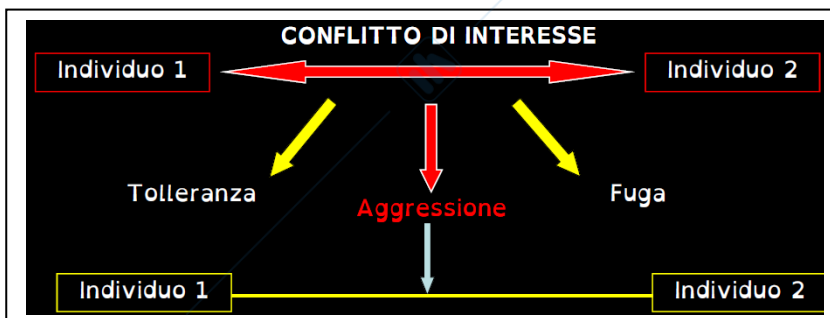 CONFLITTO DI INTERESSE
Individuo 1
Individuo 2
Tolleranza
Aggressione
Fuga
Individuo 1
Individuo 2